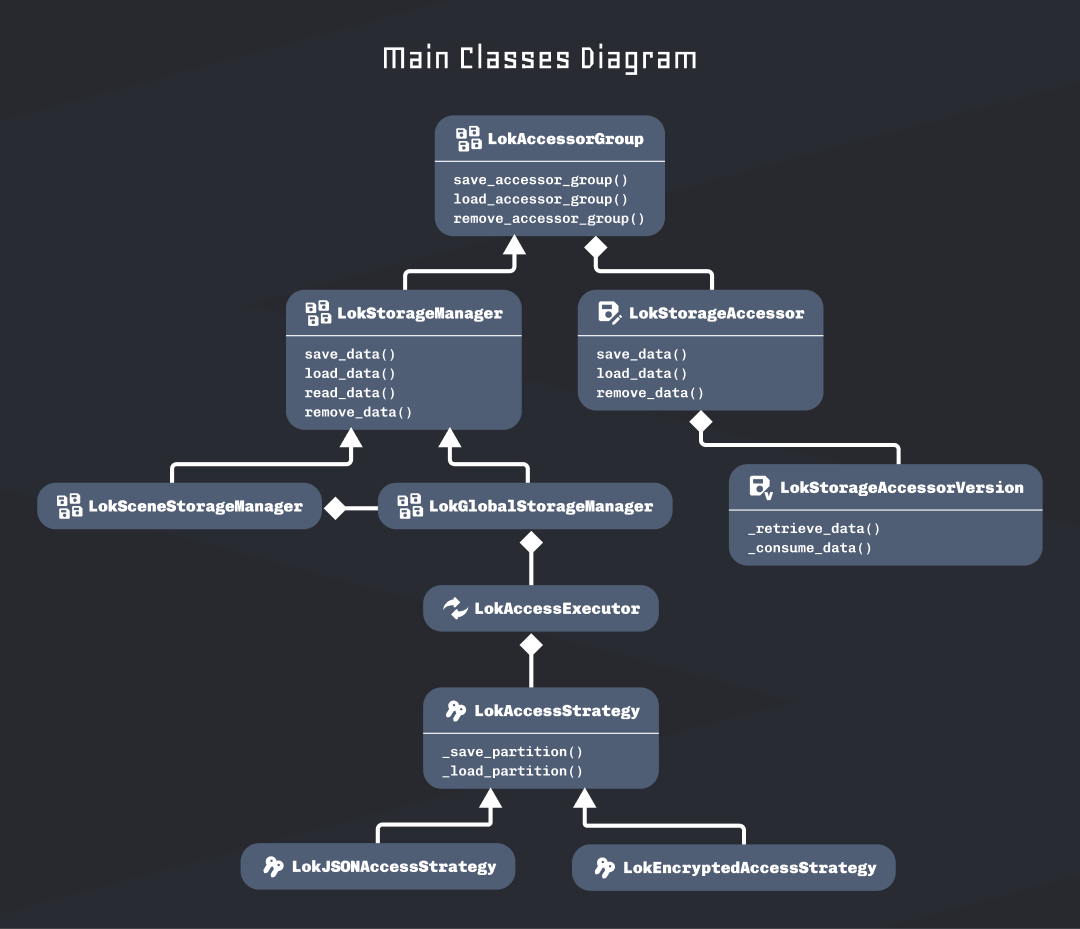 Main Classes Diagram
LokAccessorGroup
save_accessor_group()
load_accessor_group()
remove_accessor_group()
LokStorageManager
save_data()
load_data()
read_data()
remove_data()
LokStorageAccessor
save_data()
load_data()
remove_data()
LokSceneStorageManager
LokGlobalStorageManager
LokStorageAccessorVersion
_retrieve_data()
_consume_data()
LokAccessExecutor
LokAccessStrategy
_save_partition()
_load_partition()
LokJSONAccessStrategy
LokEncryptedAccessStrategy